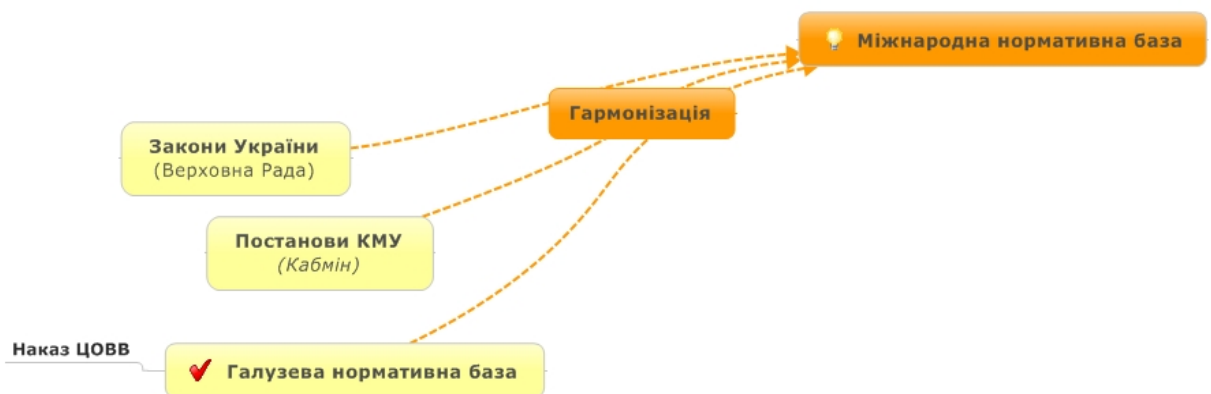 Міжнародна нормативна база
Гармонізація
Закони України
(Верховна Рада)
Постанови КМУ
(Кабмін)
Наказ ЦОВВ
Галузева нормативна база